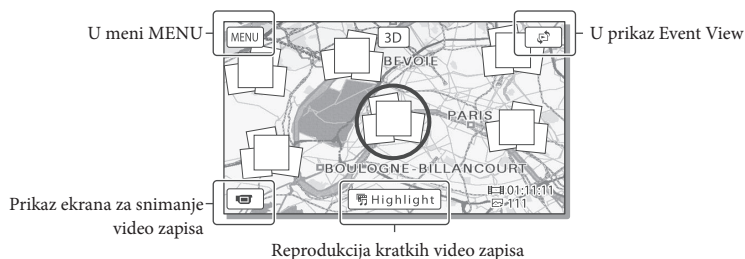 U meni MENU
MENU
3D
U prikaz Event View
BEVOIE
PARIS
BOULOGNE-BILLANCOURT
Prikaz ekrana za snimanje
video zapisa
Highlight
01:11:11
111
Reprodukcija kratkih video zapisa